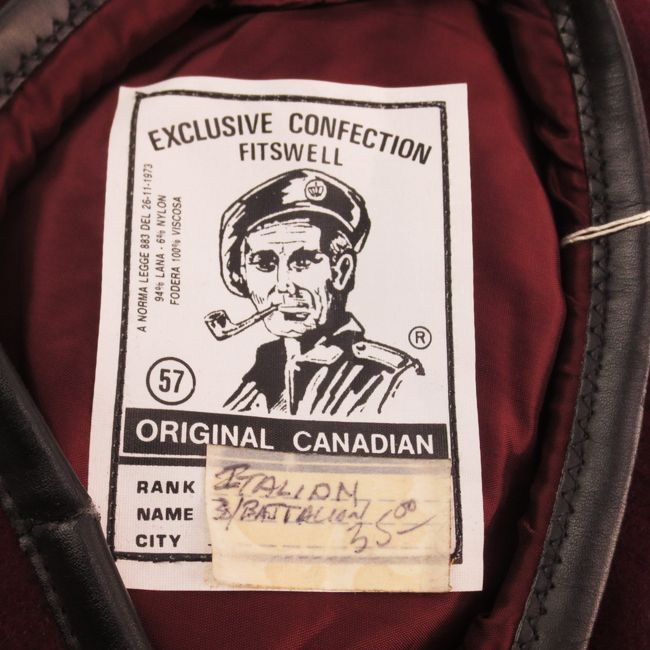 EXCLUSIVE CONFECTION
FITSWELL
A NORMA LEGGE 883 DEL 26-11-1973
94% LANA - 6% NYLON
FODERA 100% VISCOSA
®
57
ORIGINAL CANADIAN
RANK
NAME
CITY
ITALION
3/BATTALION
35.00